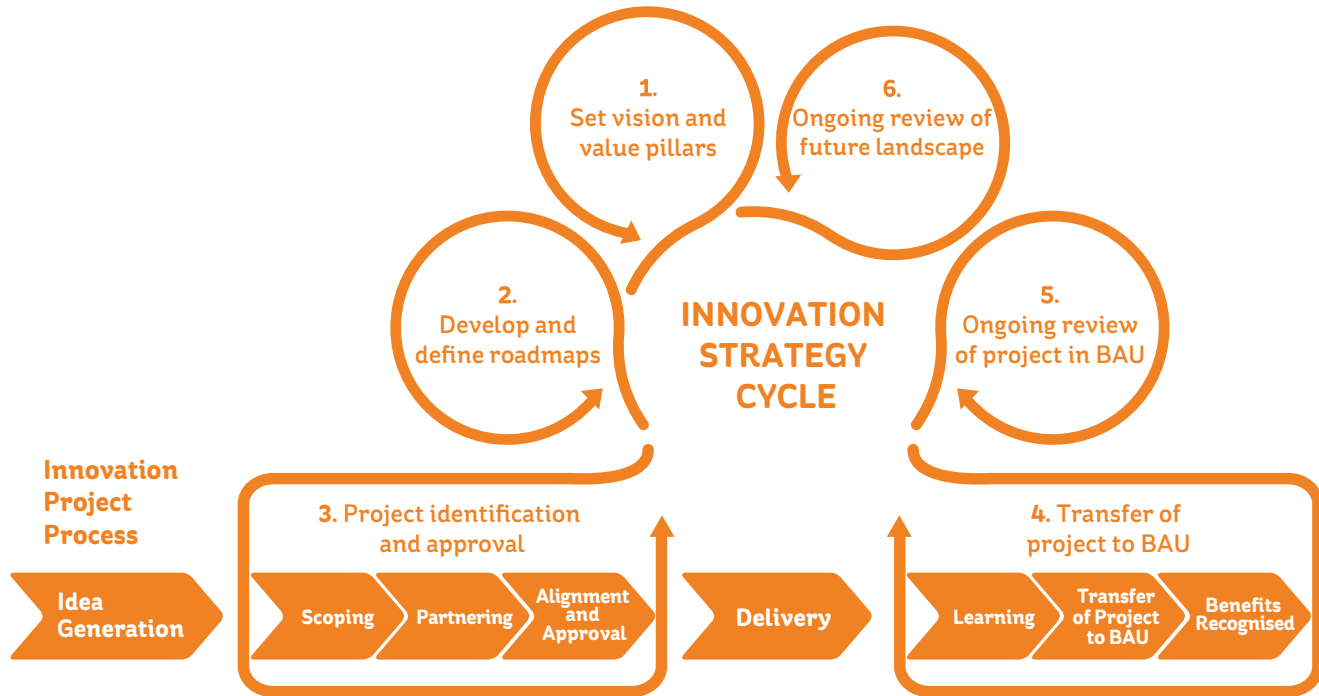 1.
Set vision and
value pillars
6.
Ongoing review of
future landscape
2.
Develop and
define roadmaps
INNOVATION
STRATEGY
CYCLE
5.
Ongoing review
of project in BAU
Innovation
Project
Process
3. Project identification
and approval
4. Transfer of
project to BAU
Idea
Generation
Scoping
Partnering
Alignment
and
Approval
Delivery
Learning
Transfer
of Project
to BAU
Benefits
Recognised